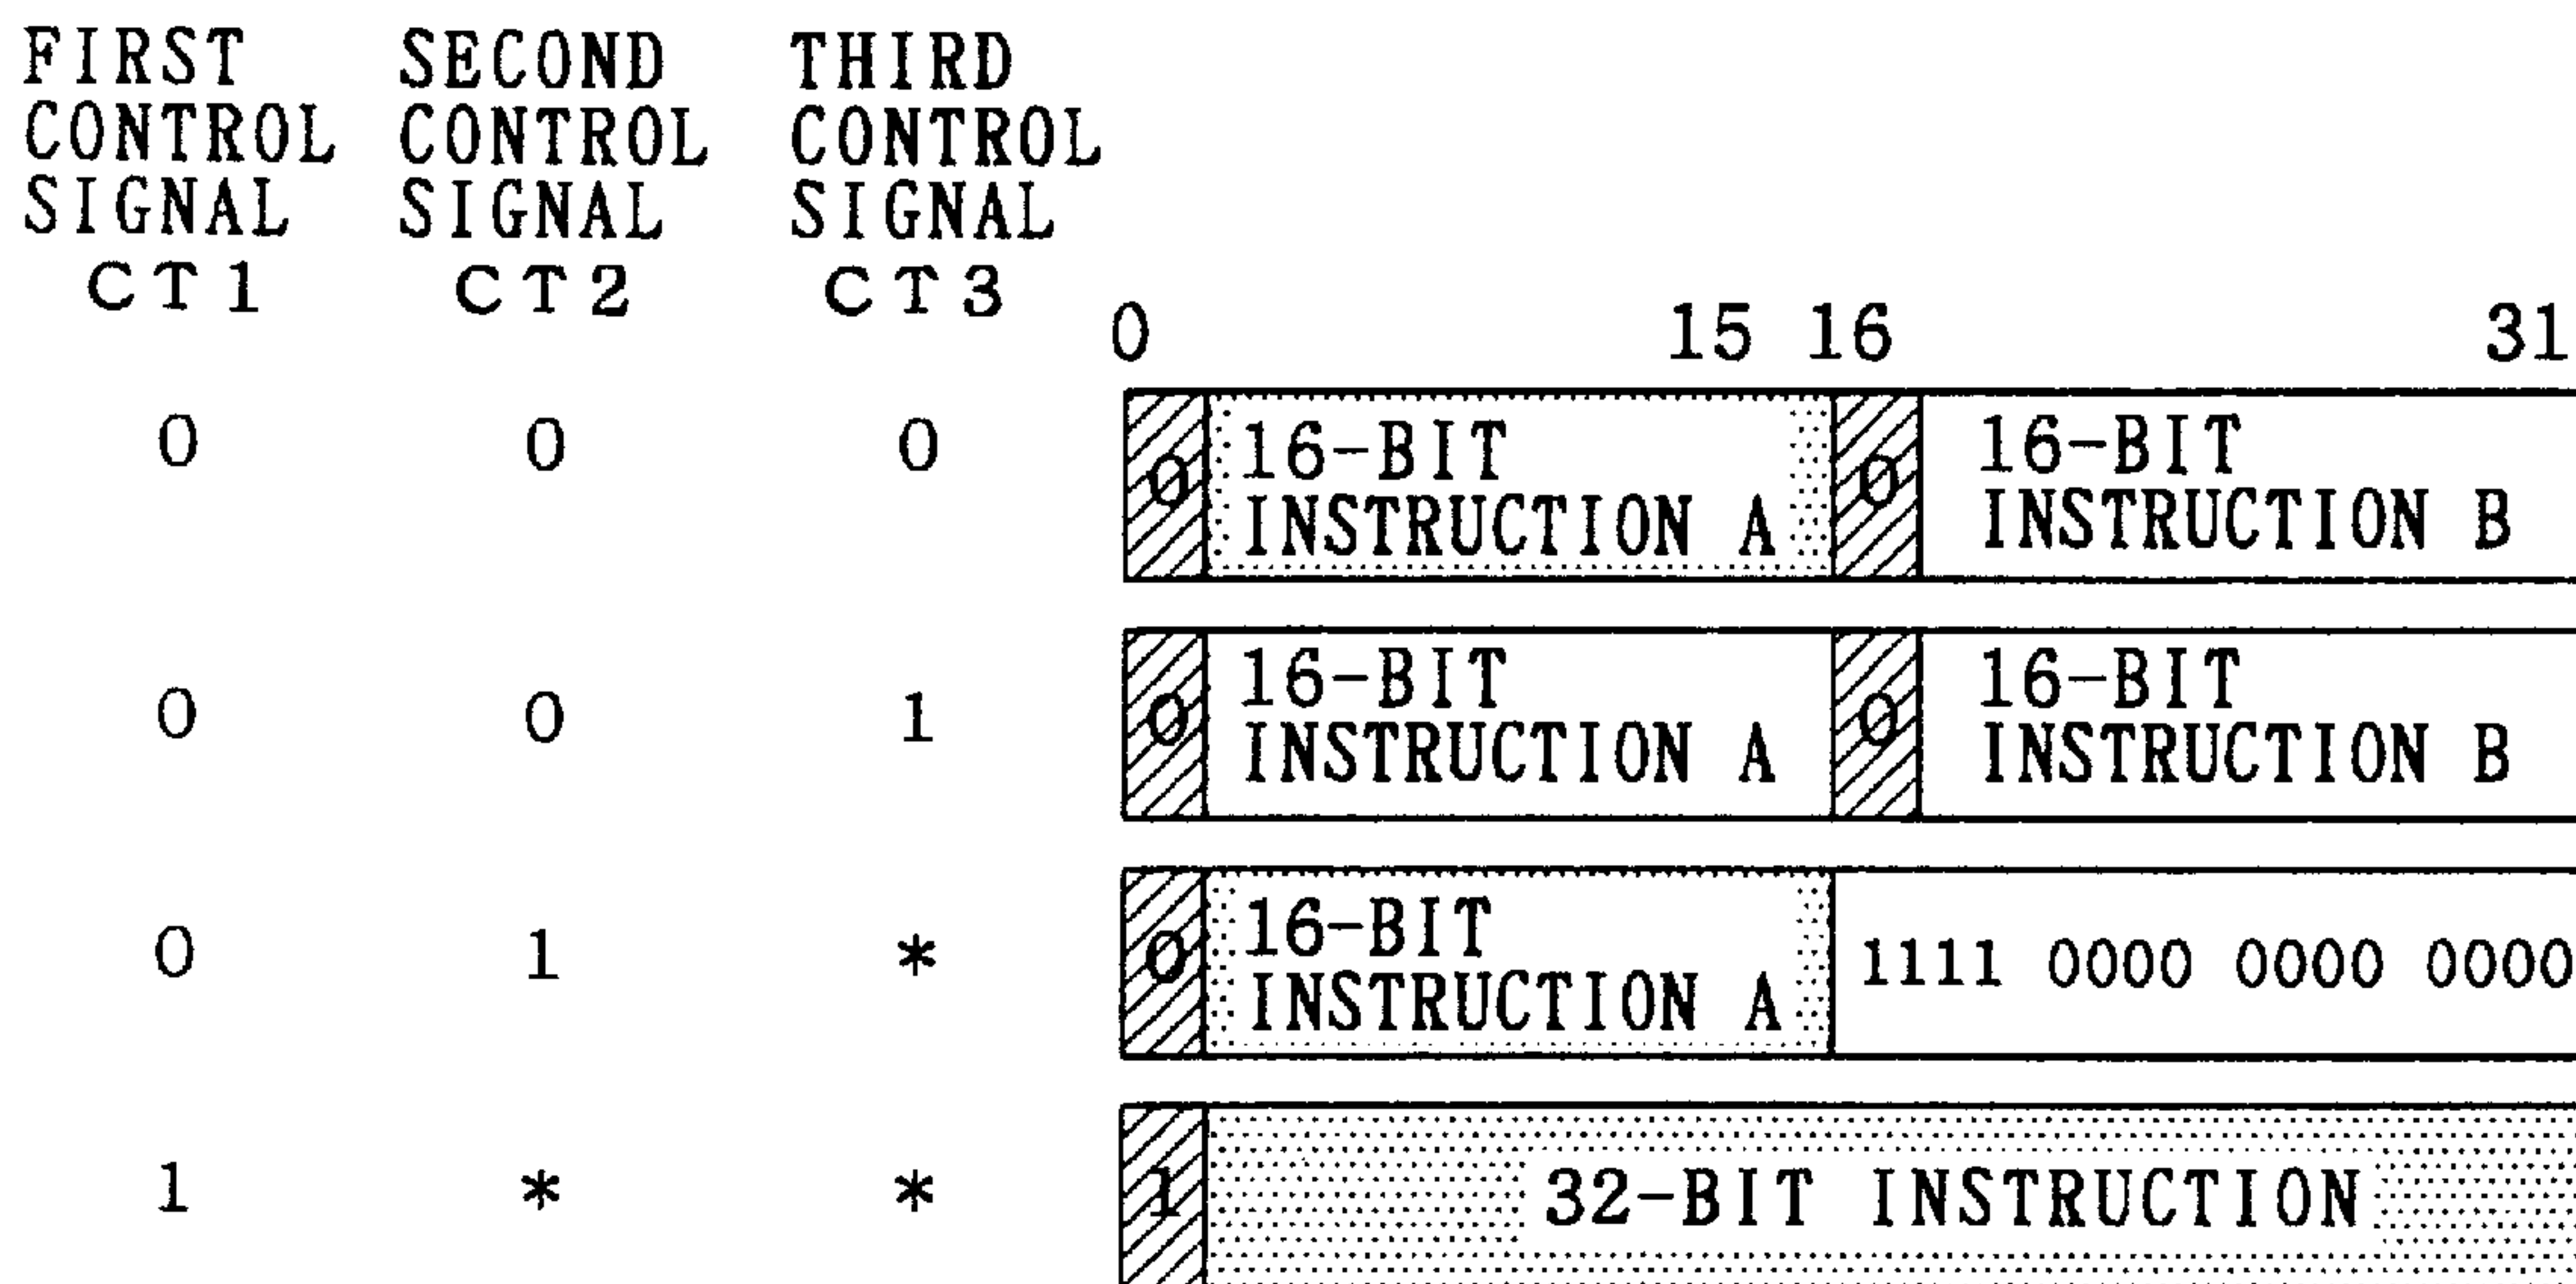 FIRST SECOND THIRD
CONTROL CONTROL CONTROL
SIGNAL SIGNAL SIGNAL
CT1 CT2 CT3
0 15 16 31
0 0 0 0 16-BIT INSTRUCTION A 0 16-BIT INSTRUCTION B
0 0 1 0 16-BIT INSTRUCTION A 0 16-BIT INSTRUCTION B
0 1 * 0 16-BIT INSTRUCTION A 1111 0000 0000 0000
1 * * 1 32-BIT INSTRUCTION